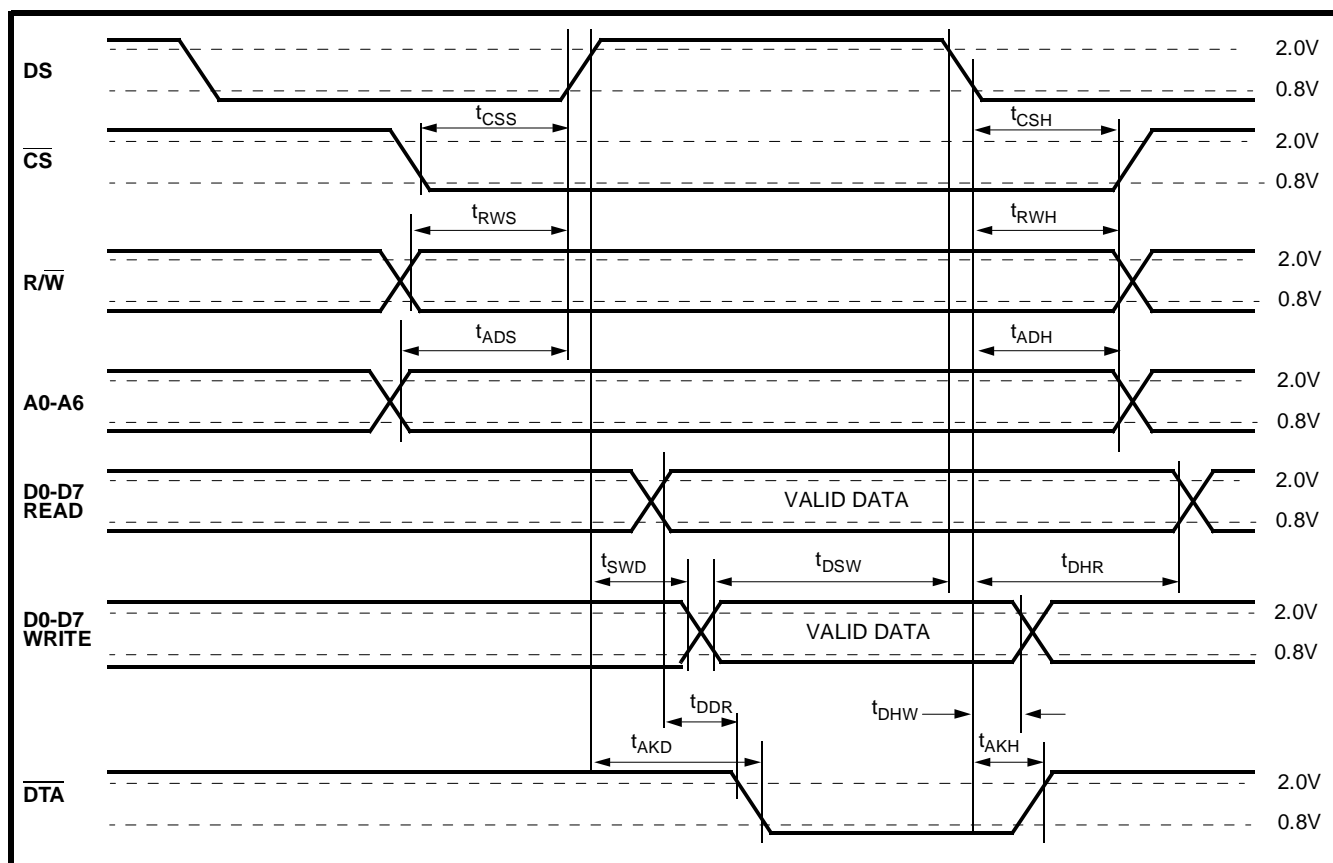 DS
2.0V
0.8V
tCSS
tCSH
CS
2.0V
0.8V
tRWS
tRWH
R/W
2.0V
0.8V
tADS
tADH
A0-A6
2.0V
0.8V
D0-D7
READ
VALID DATA
2.0V
0.8V
tSWD
tDSW
tDHR
D0-D7
WRITE
VALID DATA
2.0V
0.8V
tDDR
tDHW
tAKD
tAKH
DTA
2.0V
0.8V